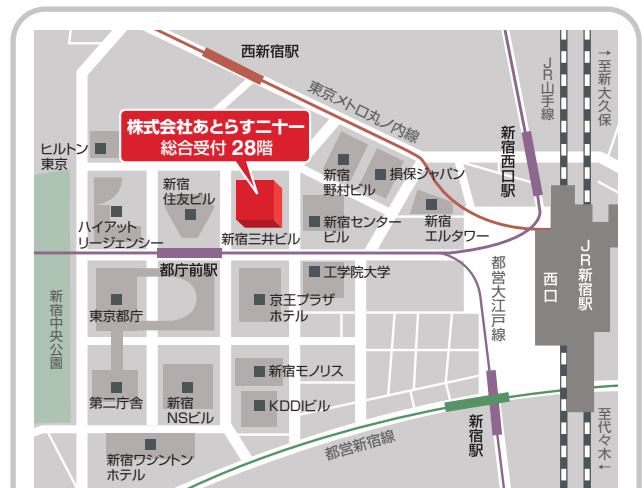 西新宿駅
東京メトロ丸ノ内線
JR山手線
→至新大久保
株式会社あとらす二十一
総合受付 28階
新宿西口駅
ヒルトン
東京
新宿
住友ビル
新宿
野村ビル
損保ジャパン
ハイアット
リージェンシー
新宿三井ビル
新宿センター
ビル
新宿
エルタワー
都庁前駅
工学院大学
都営大江戸線
西口
JR新宿駅
新宿中央公園
東京都庁
京王プラザ
ホテル
新宿モノリス
第二庁舎
新宿
NSビル
KDDIビル
新宿駅
至代々木←
都営新宿線
新宿ワシントン
ホテル